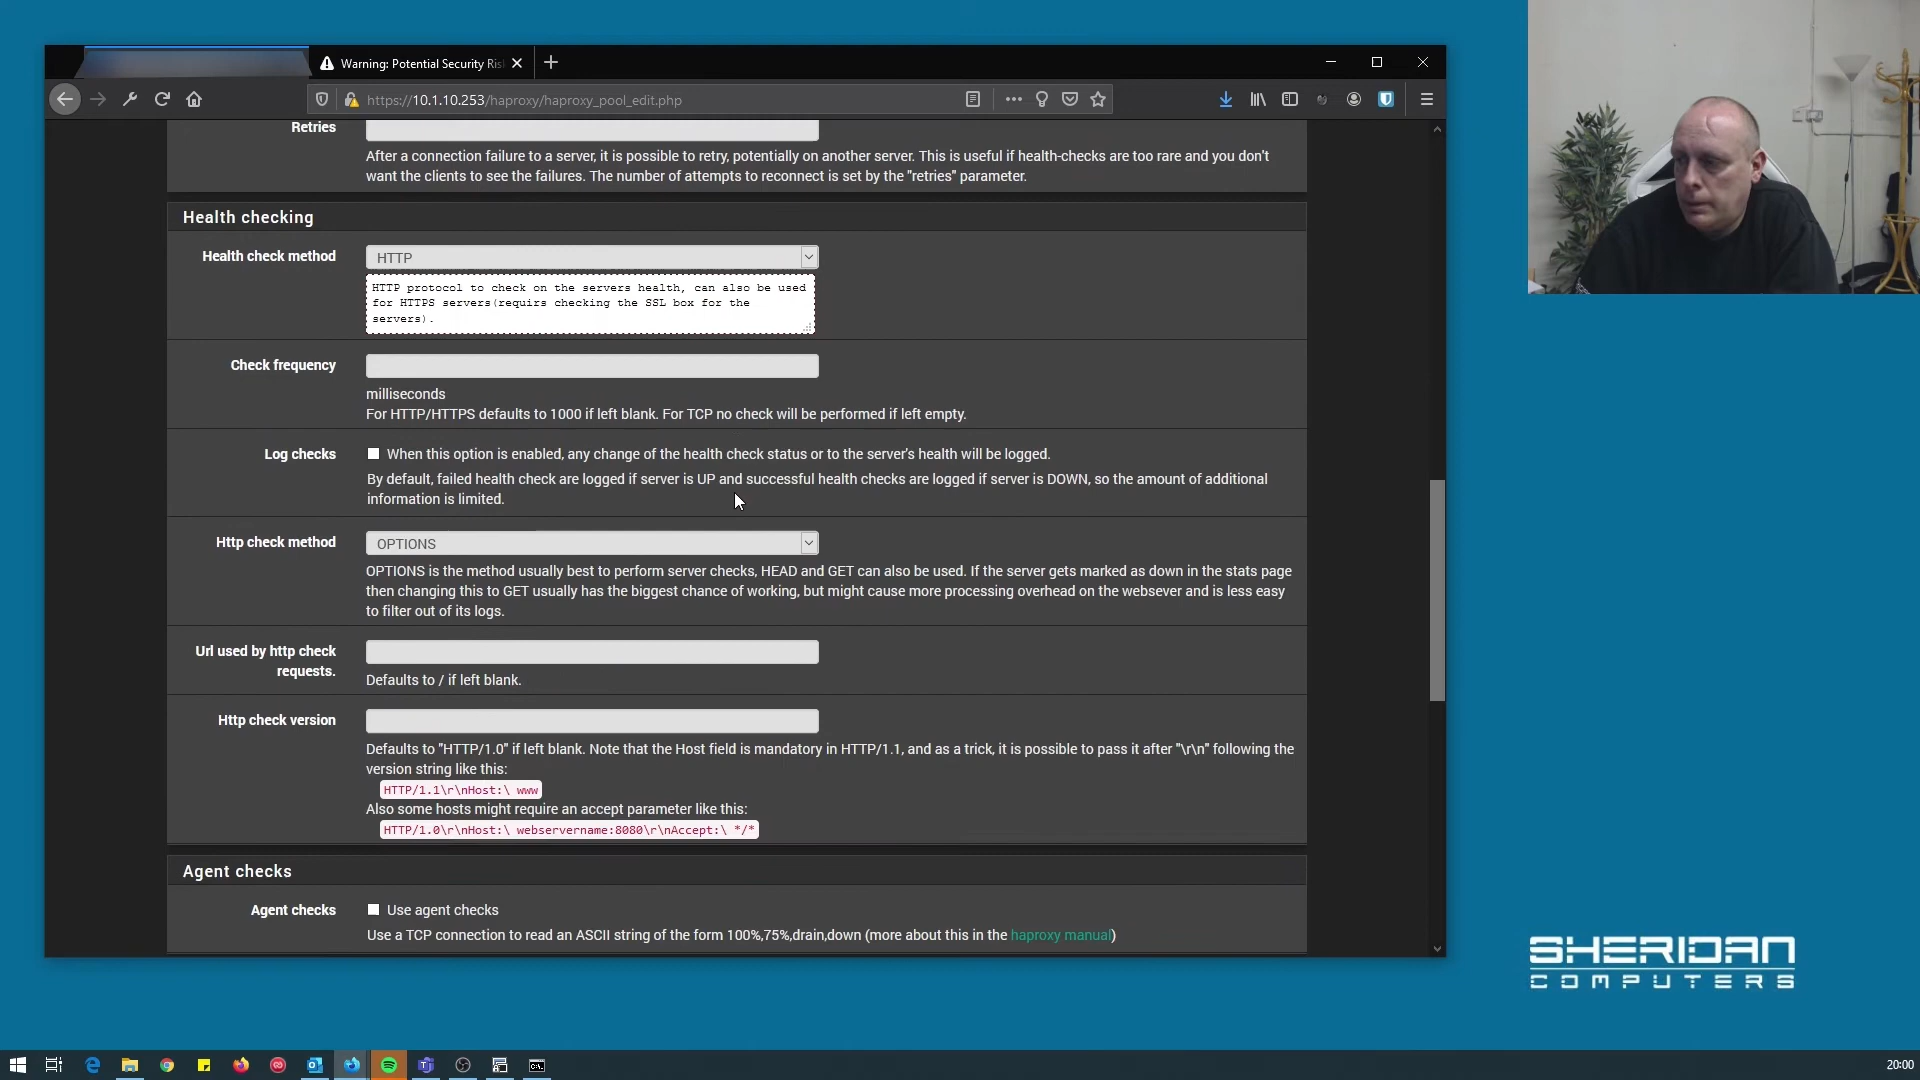 Warning: Potential Security Ris
https://10.1.10.253/haproxy/haproxy_pool_edit.php
Retries
After a connection failure to a server, it is possible to retry, potentially on another server. This is useful if health-checks are too rare and you don't
want the clients to see the failures. The number of attempts to reconnect is set by the "retries" parameter.
Health checking
Health check method
HTTP
HTTP protocol to check on the servers health, can also be used
for HTTPS servers(requirs checking the SSL box for the
servers).
Check frequency
milliseconds
For HTTP/HTTPS defaults to 1000 if left blank. For TCP no check will be performed if left empty.
Log checks
When this option is enabled, any change of the health check status or to the server's health will be logged.
By default, failed health check are logged if server is UP and successful health checks are logged if server is DOWN, so the amount of additional
information is limited.
Http check method
OPTIONS
OPTIONS is the method usually best to perform server checks, HEAD and GET can also be used. If the server gets marked as down in the stats page
then changing this to GET usually has the biggest chance of working, but might cause more processing overhead on the websever and is less easy
to filter out of its logs.
Url used by http check
requests.
Defaults to / if left blank.
Http check version
Defaults to "HTTP/1.0" if left blank. Note that the Host field is mandatory in HTTP/1.1, and as a trick, it is possible to pass it after "\r\n" following the
version string like this:
HTTP/1.1\r\nHost:\ www
Also some hosts might require an accept parameter like this:
HTTP/1.0\r\nHost:\ webservername:8080\r\nAccept:\ */*
Agent checks
Agent checks
Use agent checks
Use a TCP connection to read an ASCII string of the form 100%,75%,drain,down (more about this in the haproxy manual)
SHERIDAN
COMPUTERS
20:00